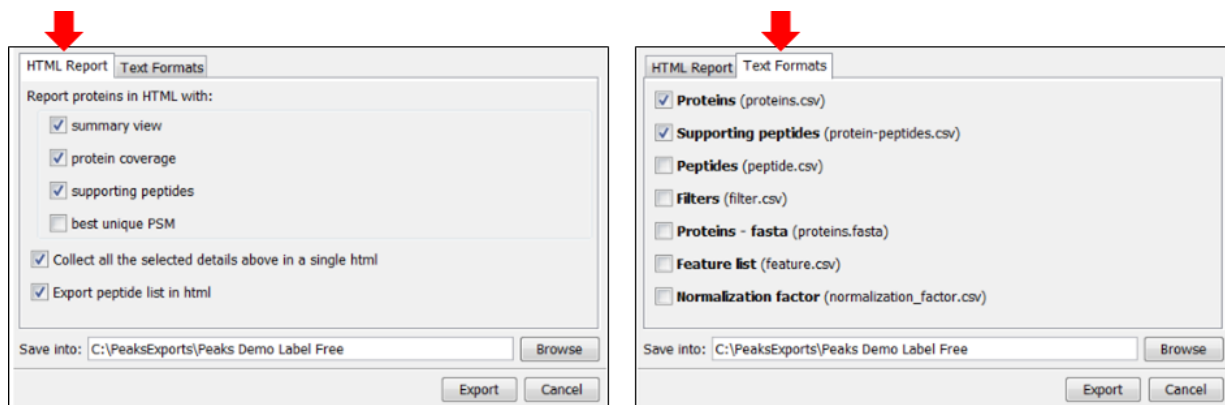 HTML Report Text Formats
Report proteins in HTML with:
summary view
protein coverage
supporting peptides
best unique PSM
Collect all the selected details above in a single html
Export peptide list in html
Save into: C:\PeaksExports\Peaks Demo Label Free Browse
Export Cancel
HTML Report Text Formats
Proteins (proteins.csv)
Supporting peptides (protein-peptides.csv)
Peptides (peptide.csv)
Filters (filter.csv)
Proteins - fasta (proteins.fasta)
Feature list (feature.csv)
Normalization factor (normalization_factor.csv)
Save into: C:\PeaksExports\Peaks Demo Label Free Browse
Export Cancel